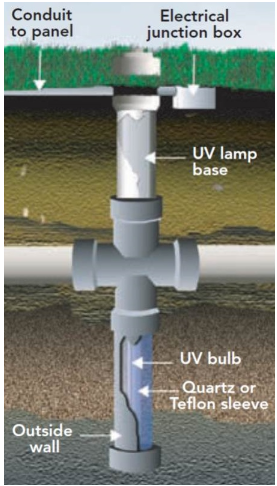 Conduit
to panel
Electrical
junction box
UV lamp
base
UV bulb
Quartz or
Teflon sleeve
Outside
wall